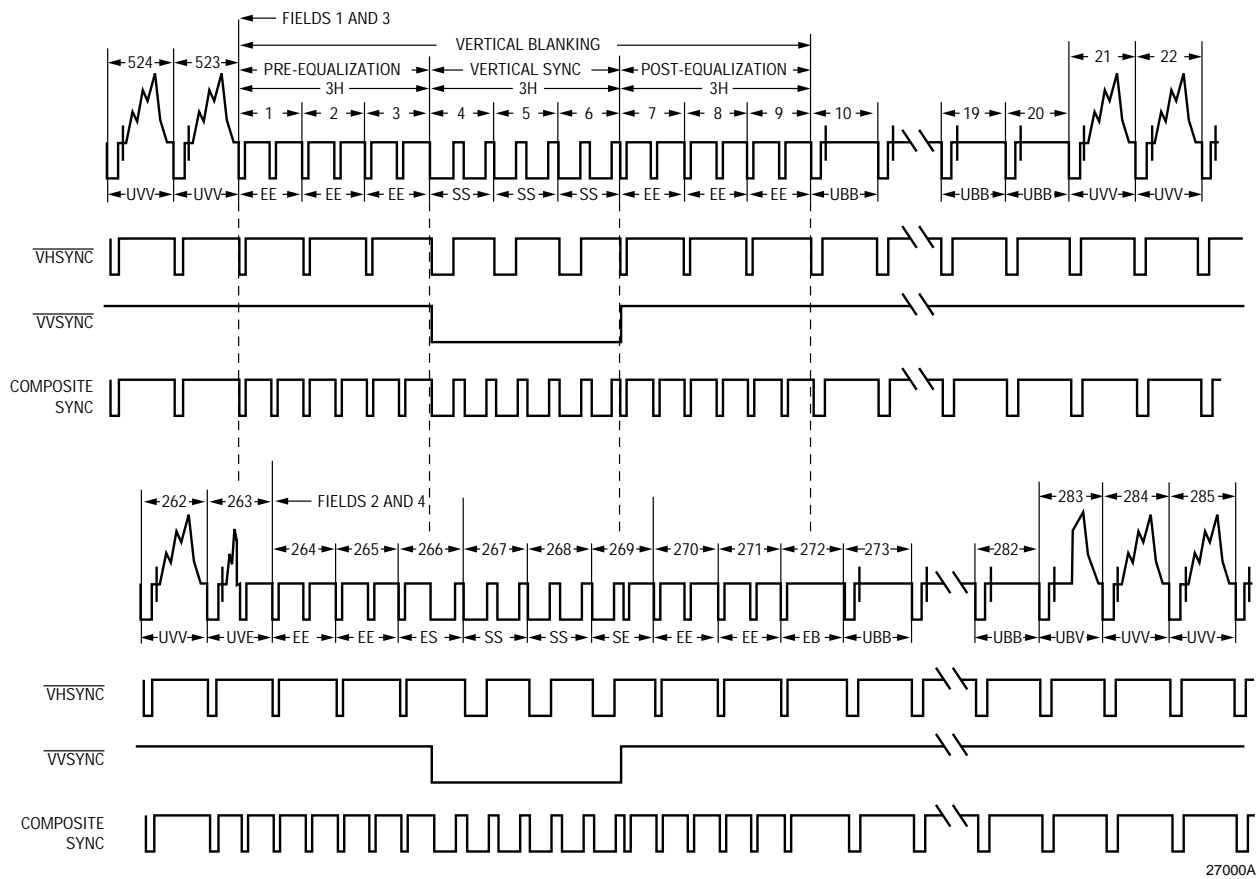 FIELDS 1 AND 3
VERTICAL BLANKING
524 523 PRE-EQUALIZATION VERTICAL SYNC POST-EQUALIZATION 21 22
3H 3H 3H
1 2 3 4 5 6 7 8 9 10 19 20
UVV UVV EE EE EE SS SS SS EE EE EE UBB UBB UBB UVV UVV
VHSYNC
VVSYNC
COMPOSITE
SYNC
262 263 FIELDS 2 AND 4 283 284 285
264 265 266 267 268 269 270 271 272 273 282
UVV UVE EE EE ES SS SS SE EE EE EB UBB UBB UBV UVV UVV
VHSYNC
VVSYNC
COMPOSITE
SYNC
27000A